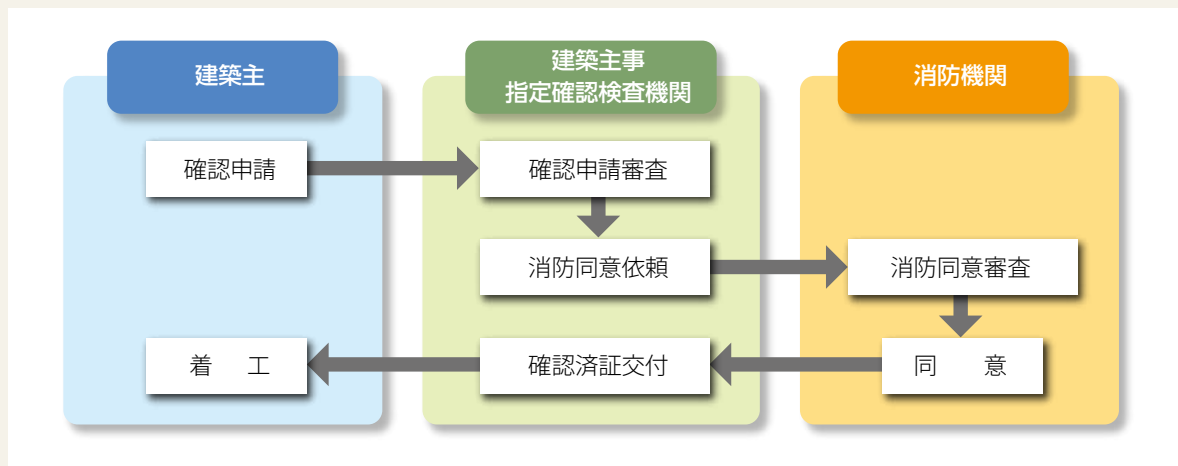 建築主
建築主事
指定確認検査機関
消防機関
確認申請
確認申請審査
消防同意依頼
消防同意審査
着 工
確認済証交付
同 意